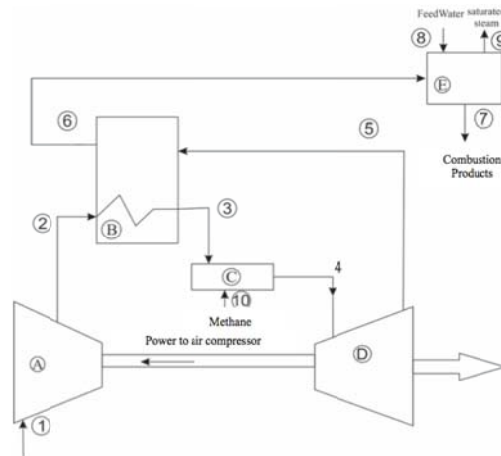 FeedWater
saturated
steam
⑧
⑨
Ⓔ
⑥
⑤
⑦
Combustion
Products
②
Ⓑ
③
Ⓒ
4
⑩
Methane
Power to air compressor
Ⓐ
Ⓓ
①